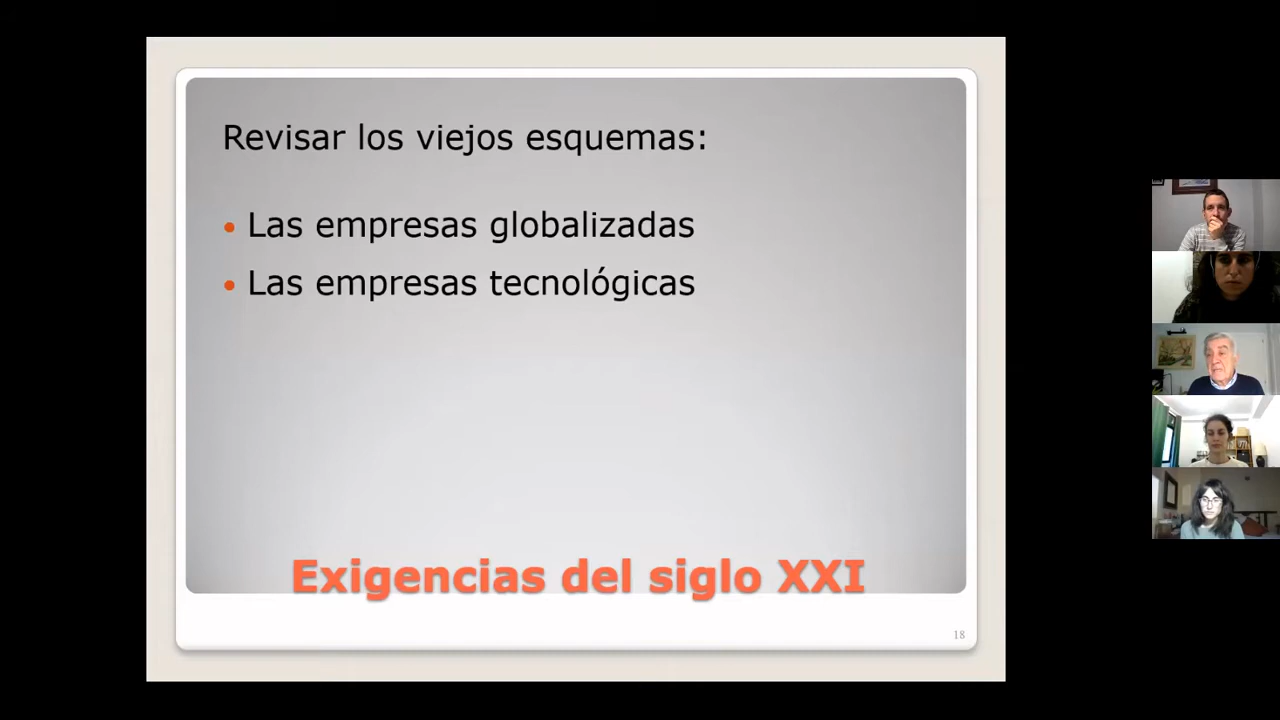 Revisar los viejos esquemas:
• Las empresas globalizadas
• Las empresas tecnológicas
Exigencias del siglo XXI
18